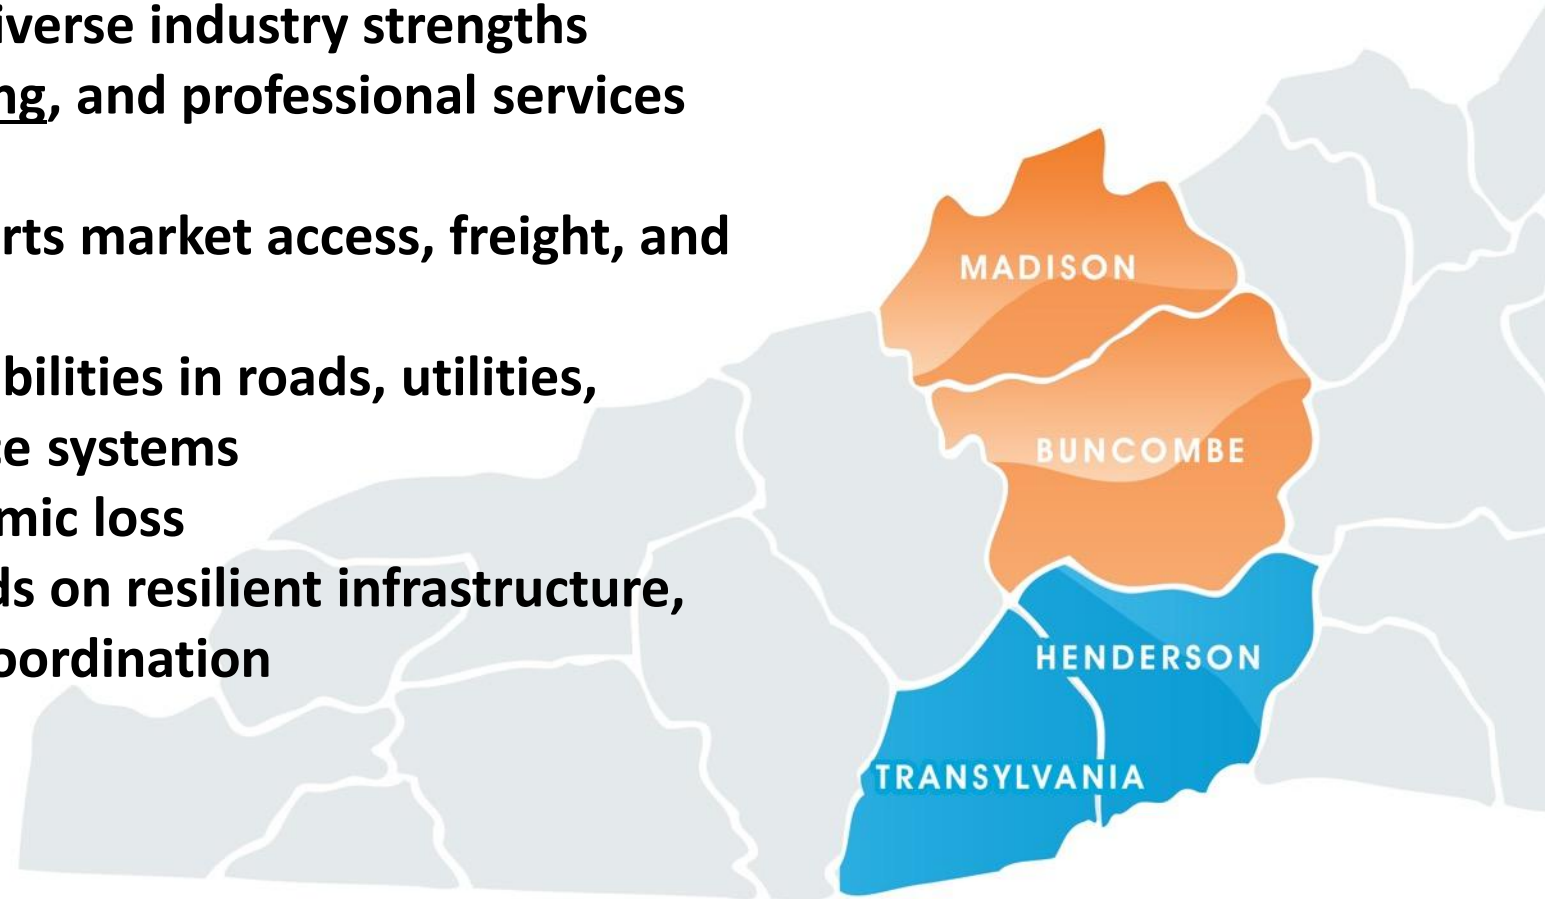 iverse industry strengths
ng, and professional services
rts market access, freight, and
bilities in roads, utilities,
ce systems
mic loss
ds on resilient infrastructure,
oordination
MADISON
BUNCOMBE
HENDERSON
TRANSYLVANIA